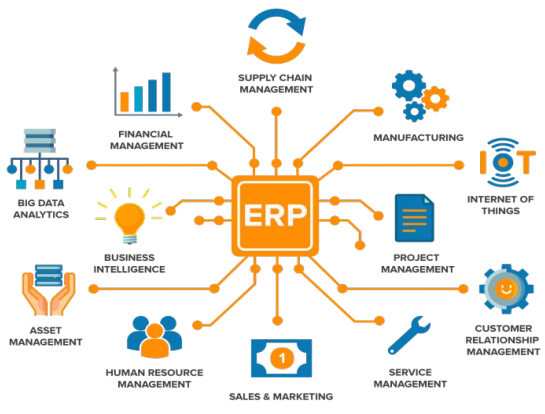 SUPPLY CHAIN
MANAGEMENT
FINANCIAL
MANAGEMENT
MANUFACTURING
BIG DATA
ANALYTICS
IOT
INTERNET OF
THINGS
BUSINESS
INTELLIGENCE
ERP
PROJECT
MANAGEMENT
ASSET
MANAGEMENT
CUSTOMER
RELATIONSHIP
MANAGEMENT
HUMAN RESOURCE
MANAGEMENT
1
SALES & MARKETING
SERVICE
MANAGEMENT